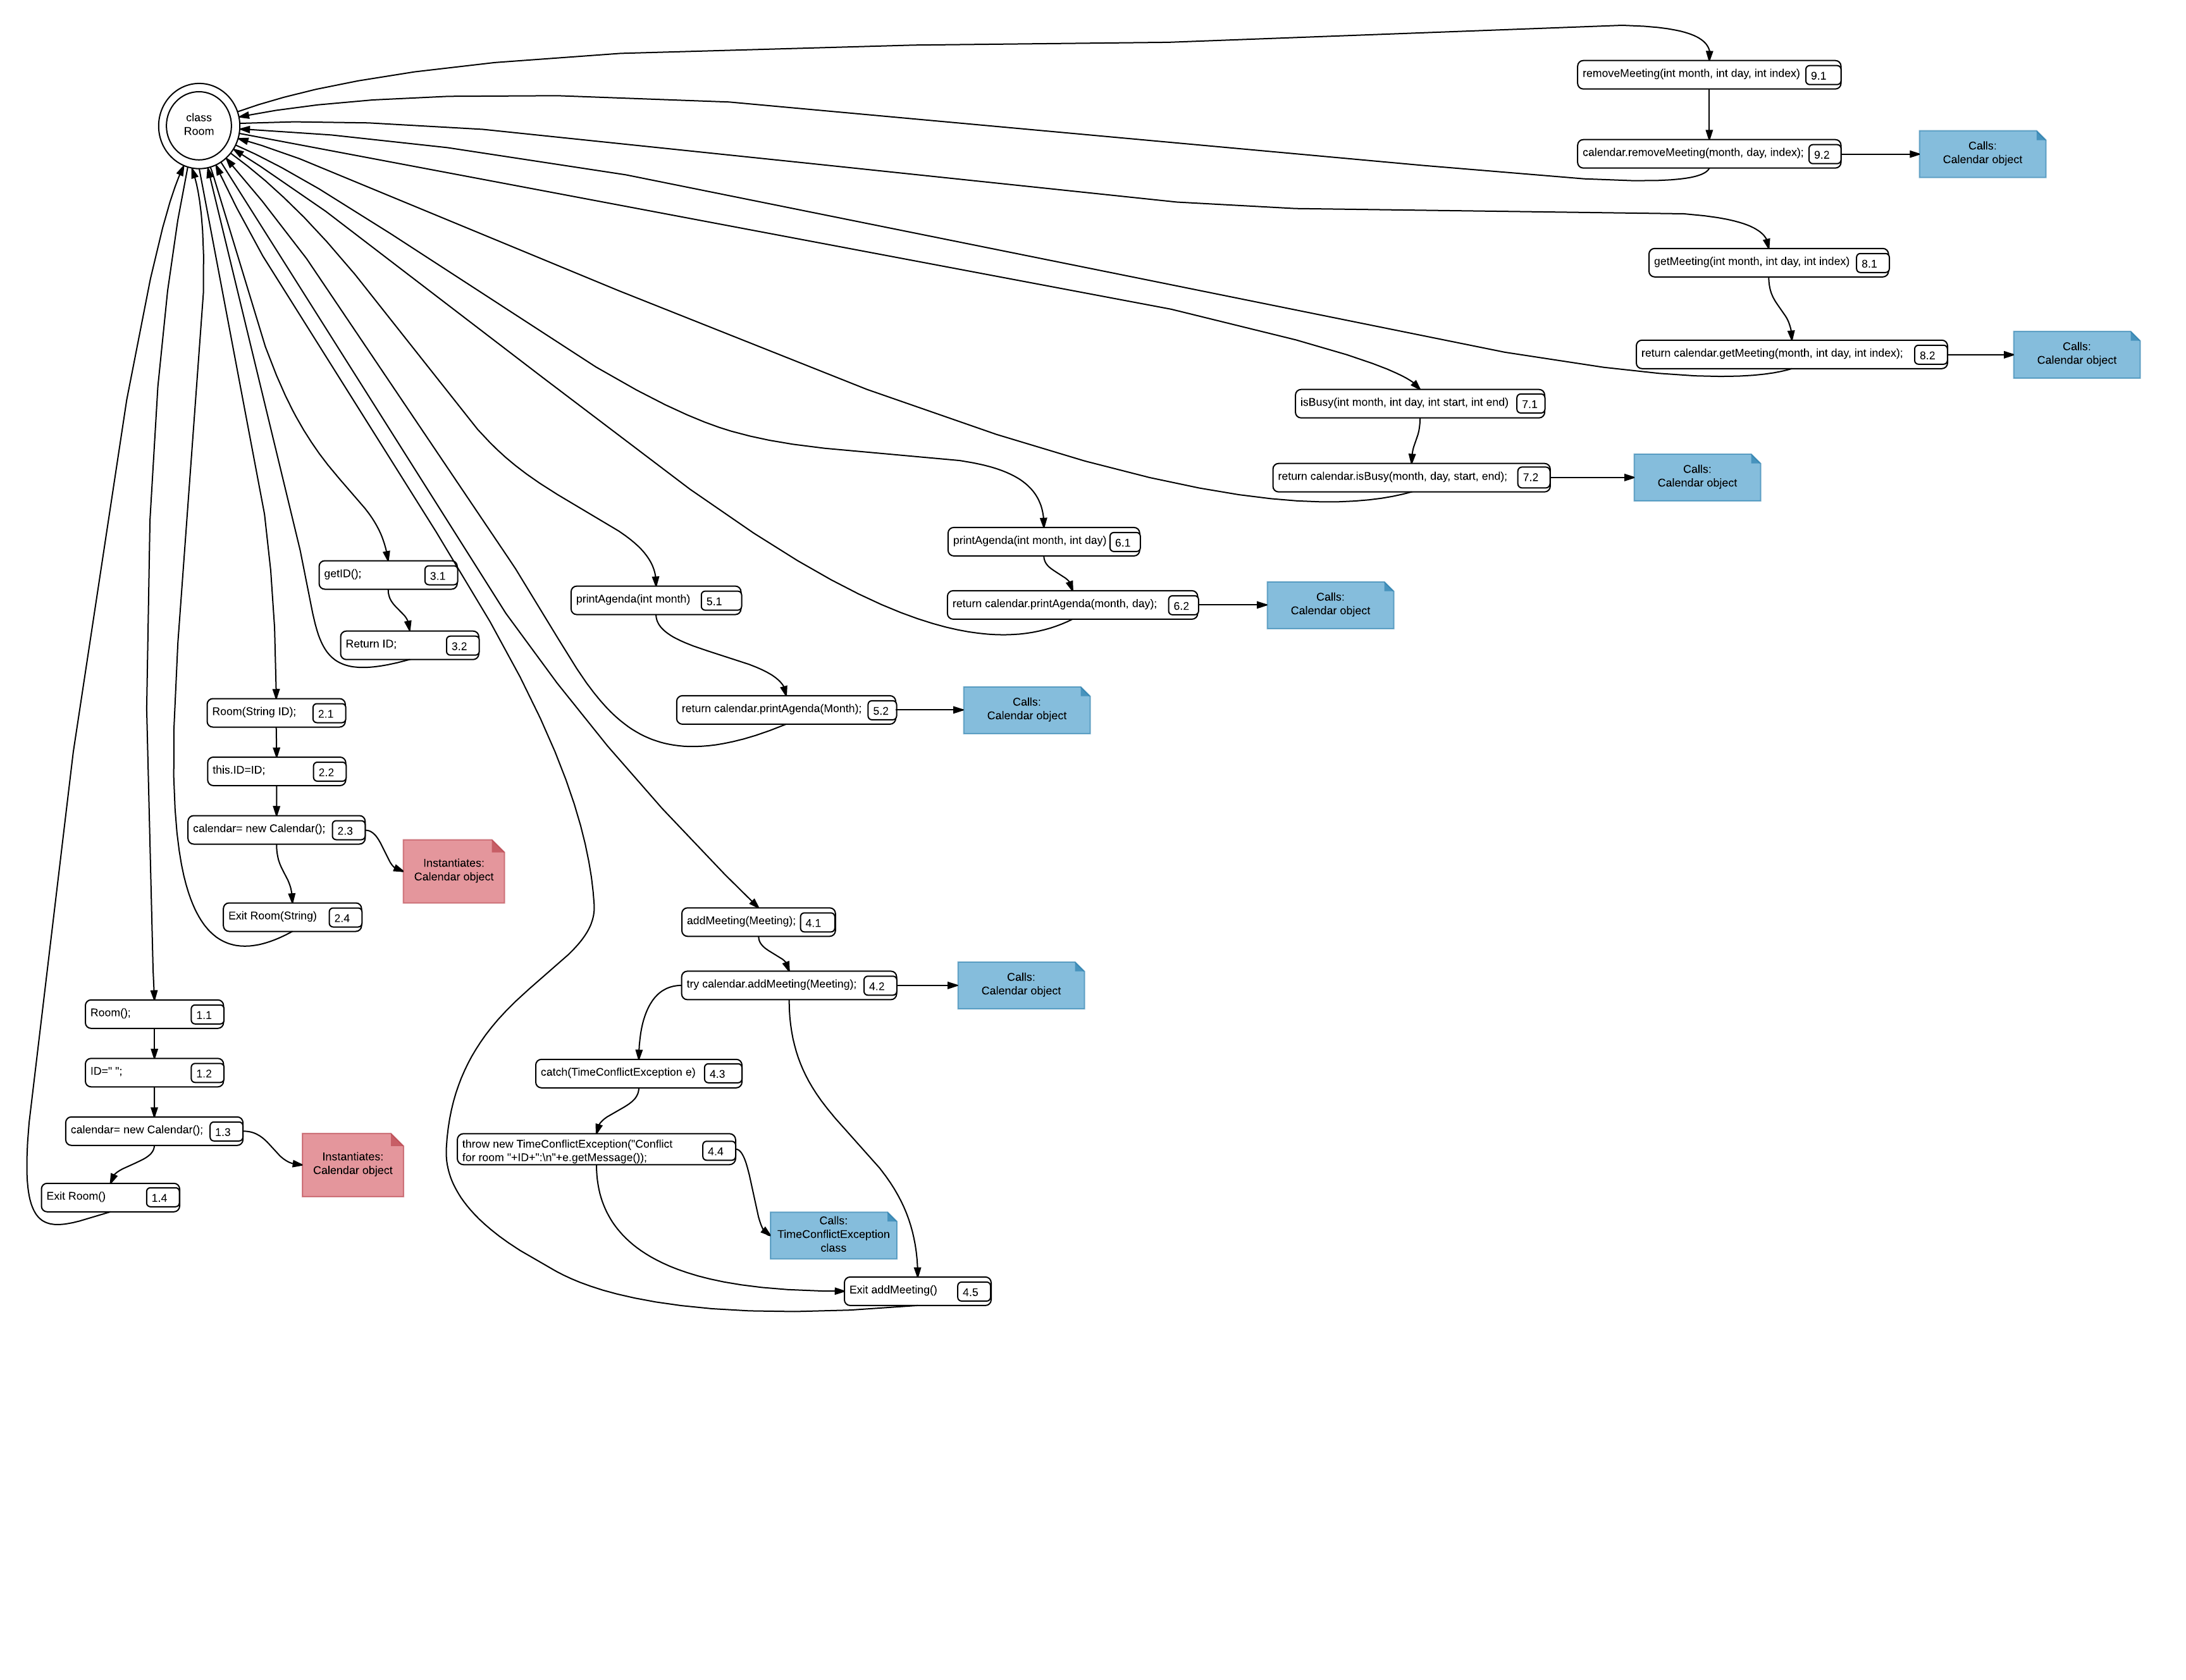 class
Room
removeMeeting(int month, int day, int index)
9.1
calendar.removeMeeting(month, day, index);
9.2
Calls:
Calendar object
getMeeting(int month, int day, int index)
8.1
return calendar.getMeeting(month, int day, int index);
8.2
Calls:
Calendar object
isBusy(int month, int day, int start, int end)
7.1
return calendar.isBusy(month, day, start, end);
7.2
Calls:
Calendar object
printAgenda(int month, int day)
6.1
return calendar.printAgenda(month, day);
6.2
Calls:
Calendar object
getID();
3.1
Return ID;
3.2
printAgenda(int month)
5.1
return calendar.printAgenda(Month);
5.2
Calls:
Calendar object
Room(String ID);
2.1
this.ID=ID;
2.2
calendar= new Calendar();
2.3
Instantiates:
Calendar object
Exit Room(String)
2.4
addMeeting(Meeting);
4.1
try calendar.addMeeting(Meeting);
4.2
Calls:
Calendar object
catch(TimeConflictException e)
4.3
throw new TimeConflictException("Conflict
for room "+ID+":\n"+e.getMessage());
4.4
Calls:
TimeConflictException
class
Exit addMeeting()
4.5
Room();
1.1
ID=" ";
1.2
calendar= new Calendar();
1.3
Instantiates:
Calendar object
Exit Room()
1.4